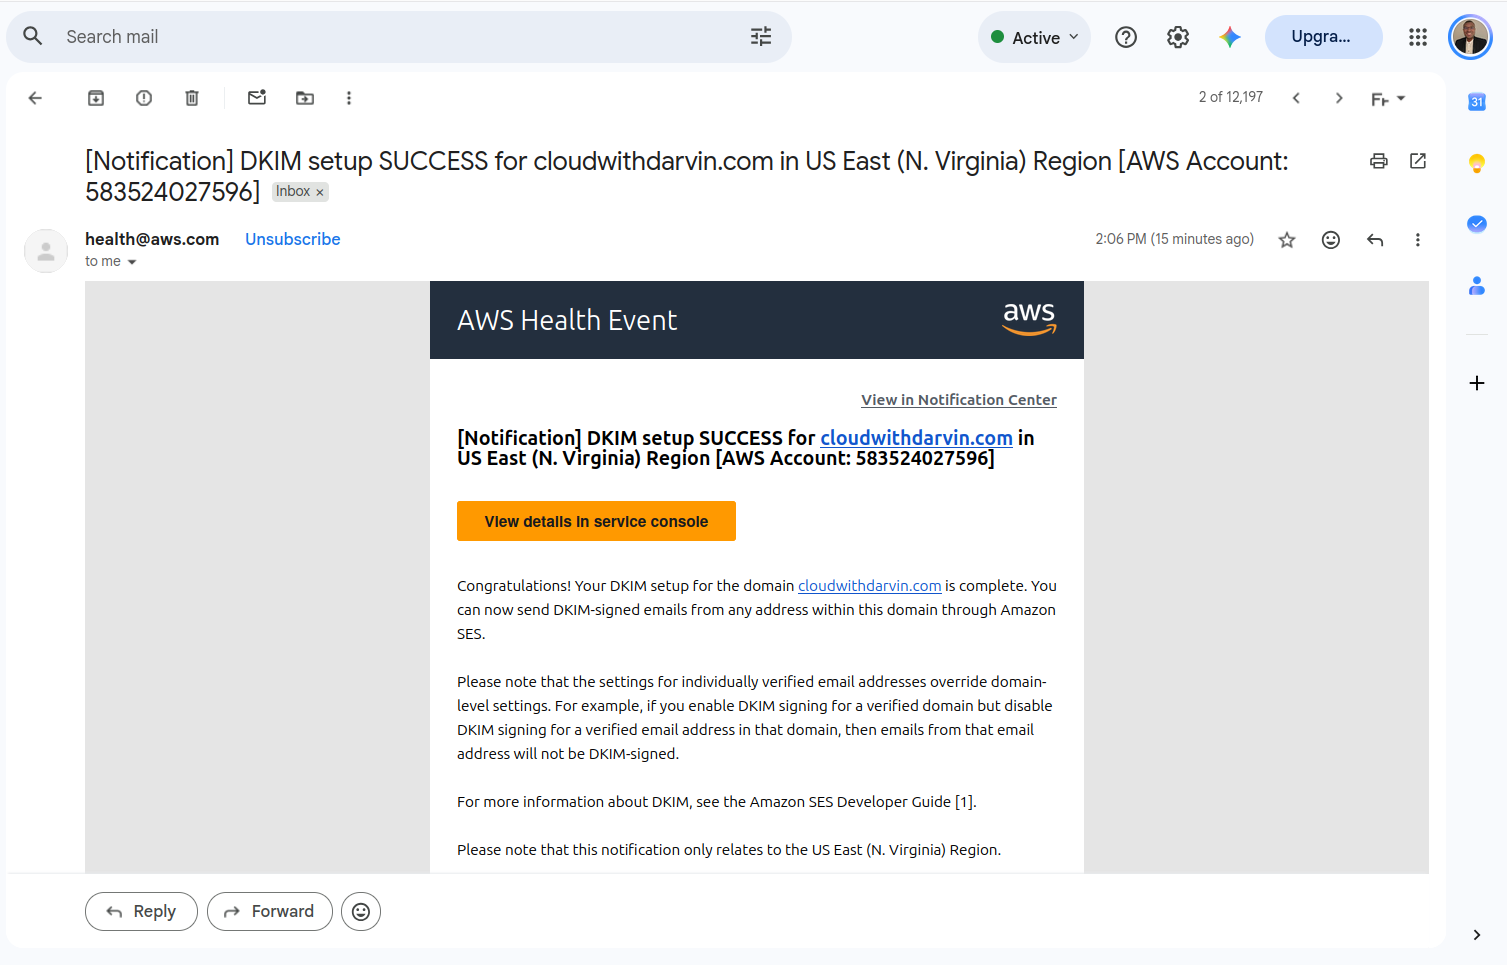 Search mail
Active
Upgra...
2 of 12,197
31
[Notification] DKIM setup SUCCESS for cloudwithdarvin.com in US East (N. Virginia) Region [AWS Account:
583524027596] Inbox ×
health@aws.com Unsubscribe
2:06 PM (15 minutes ago)
to me
AWS Health Event
aws
View in Notification Center
[Notification] DKIM setup SUCCESS for cloudwithdarvin.com in
US East (N. Virginia) Region [AWS Account: 583524027596]
View details in service console
Congratulations! Your DKIM setup for the domain cloudwithdarvin.com is complete. You
can now send DKIM-signed emails from any address within this domain through Amazon
SES.
Please note that the settings for individually verified email addresses override domain-
level settings. For example, if you enable DKIM signing for a verified domain but disable
DKIM signing for a verified email address in that domain, then emails from that email
address will not be DKIM-signed.
For more information about DKIM, see the Amazon SES Developer Guide [1].
Please note that this notification only relates to the US East (N. Virginia) Region.
Reply
Forward